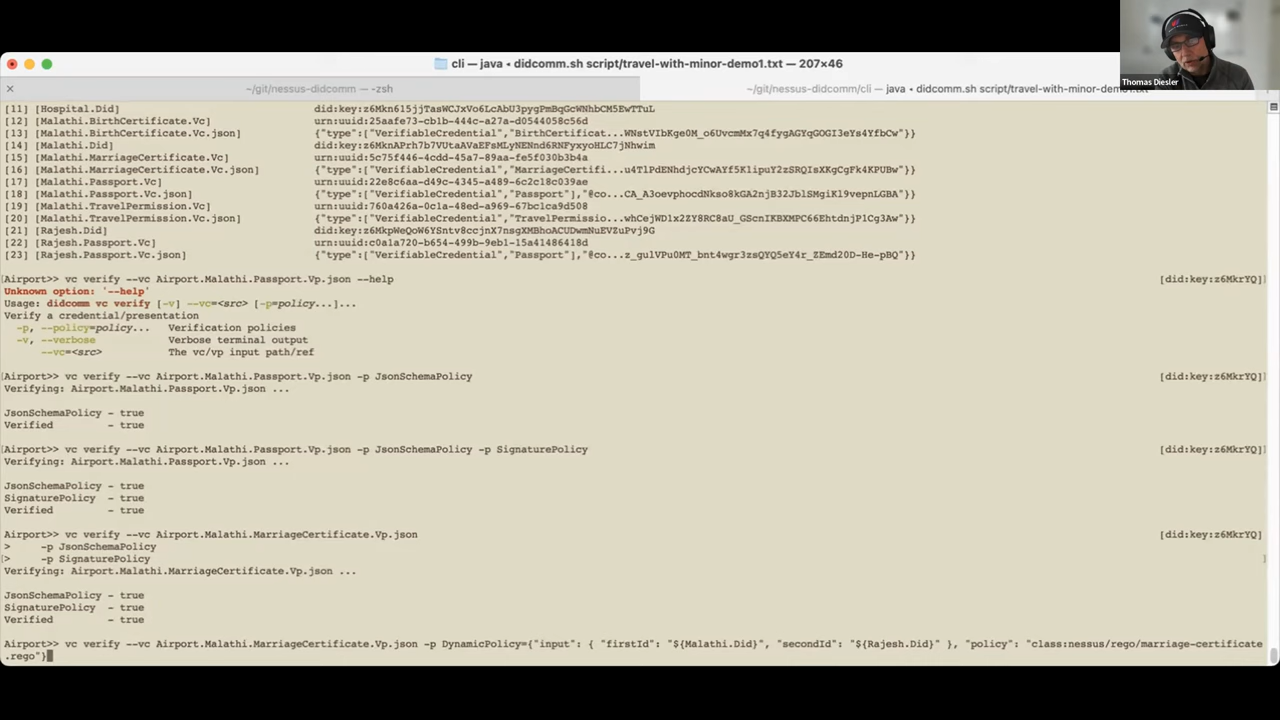 cli — java ◂ didcomm.sh script/travel-with-minor-demo1.txt — 207×46
~/git/nessus-didcomm — -zsh
~/git/nessus-didcomm/cli — java ◂ didcomm.sh script/travel-with-minor-demo1.txt
Thomas Diesler
[11] [Hospital.Did] did:key:z6Mkn615jjTasWCJxVo6LcAbU3pygPmBqGcWNhbCM5EwTTuL
[12] [Malathi.BirthCertificate.Vc] urn:uuid:25aafe73-cb1b-444c-a27a-d0544058c56d
[13] [Malathi.BirthCertificate.Vc.json] {"type":["VerifiableCredential","BirthCertificat...WNstVIbKge0M_o6UvcmMx7q4fygAGYqGOGI3eYs4YfbCw"}}
[14] [Malathi.Did] did:key:z6MknAPrh7b7VUtaAVaEFsMLyNENnd6RNFyxyoHLC7jNhwim
[15] [Malathi.MarriageCertificate.Vc] urn:uuid:5c75f446-4cdd-45a7-89aa-fe5f030b3b4a
[16] [Malathi.MarriageCertificate.Vc.json] {"type":["VerifiableCredential","MarriageCertifi...u4TlPdENhdjcYCwAYf5K1ipuY2zSRQIsXKgCgFk4KPUBw"}}
[17] [Malathi.Passport.Vc] urn:uuid:22e8c6aa-d49c-4345-a489-6c2c18c039ae
[18] [Malathi.Passport.Vc.json] {"type":["VerifiableCredential","Passport"],"@co...CA_A3oevphocdNkso8kGA2njB32JblSMgiKl9vepnLGBA"}}
[19] [Malathi.TravelPermission.Vc] urn:uuid:760a426a-0c1a-48ed-a969-67bc1ca9d508
[20] [Malathi.TravelPermission.Vc.json] {"type":["VerifiableCredential","TravelPermissio...whCejWDlx2ZY8RC8aU_GScnIKBXMPC66EhtdnjP1Cg3Aw"}}
[21] [Rajesh.Did] did:key:z6MkpWeQoW6YSntv8ccjnX7nsgXMBhoACUDwmNuEVZuPvj9G
[22] [Rajesh.Passport.Vc] urn:uuid:c0a1a720-b654-499b-9eb1-15a41486418d
[23] [Rajesh.Passport.Vc.json] {"type":["VerifiableCredential","Passport"],"@co...z_gulVPu0MT_bnt4wgr3zsQYQ5eY4r_ZEmd20D-He-pBQ"}}
[Airport>> vc verify --vc Airport.Malathi.Passport.Vp.json --help [did:key:z6MkrYQ]]
Unknown option: '--help'
Usage: didcomm vc verify [-v] --vc=<src> [-p=policy...]...
Verify a credential/presentation
-p, --policy=policy... Verification policies
-v, --verbose Verbose terminal output
--vc=<src> The vc/vp input path/ref
[Airport>> vc verify --vc Airport.Malathi.Passport.Vp.json -p JsonSchemaPolicy [did:key:z6MkrYQ]]
Verifying: Airport.Malathi.Passport.Vp.json ...
JsonSchemaPolicy - true
Verified - true
[Airport>> vc verify --vc Airport.Malathi.Passport.Vp.json -p JsonSchemaPolicy -p SignaturePolicy [did:key:z6MkrYQ]]
Verifying: Airport.Malathi.Passport.Vp.json ...
JsonSchemaPolicy - true
SignaturePolicy - true
Verified - true
Airport>> vc verify --vc Airport.Malathi.MarriageCertificate.Vp.json [did:key:z6MkrYQ]
> -p JsonSchemaPolicy
[> -p SignaturePolicy ]
Verifying: Airport.Malathi.MarriageCertificate.Vp.json ...
JsonSchemaPolicy - true
SignaturePolicy - true
Verified - true
Airport>> vc verify --vc Airport.Malathi.MarriageCertificate.Vp.json -p DynamicPolicy={"input": { "firstId": "${Malathi.Did}", "secondId": "${Rajesh.Did}" }, "policy": "class:nessus/rego/marriage-certificate
.rego"}